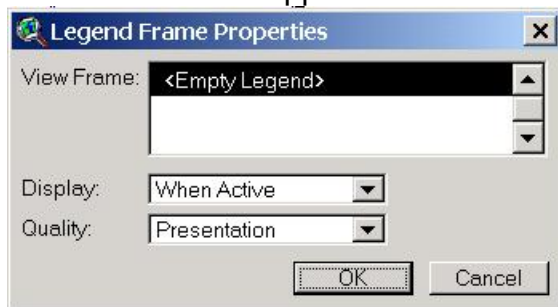 Legend Frame Properties
View Frame:
<Empty Legend>
Display:
When Active
Quality:
Presentation
OK
Cancel